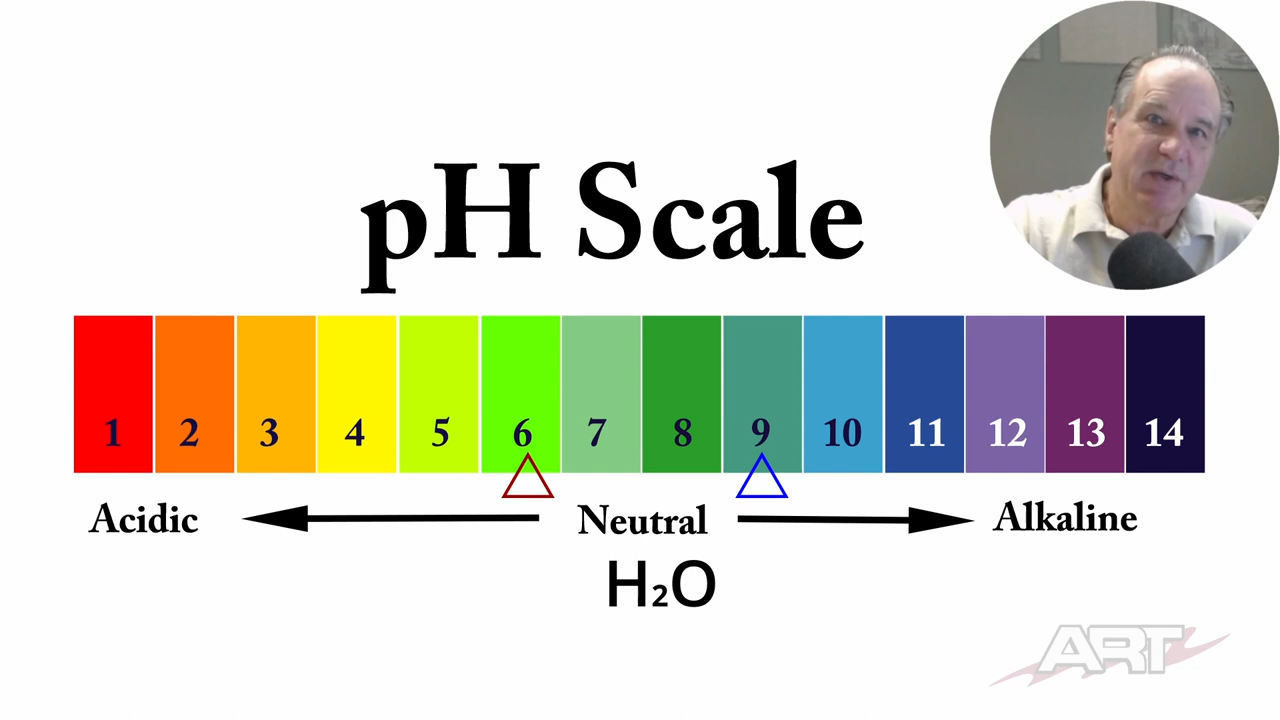 pH Scale
1 2 3 4 5 6 7 8 9 10 11 12 13 14
Acidic Neutral Alkaline
H₂O
ART